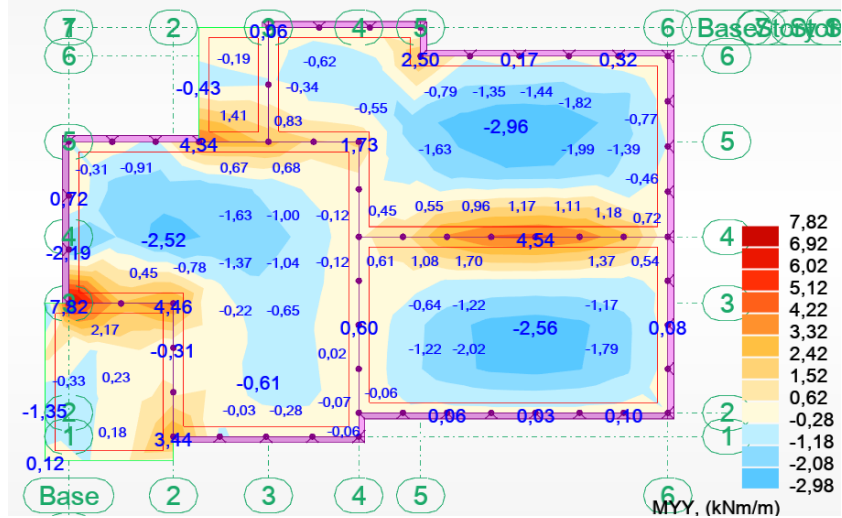 7 2 3 4 5 6 Base
0,06
6 2,50 0,17 0,32 6
-0,19 -0,62
-0,43 -0,34 -0,79 -1,35 -1,44
-0,55 -1,82
1,41 0,83 -2,96 -0,77
5 4,34 1,73 -1,63 -1,99 -1,39 5
-0,31 -0,91 0,67 0,68 -0,46
0,72 -1,63 -1,00 -0,12 0,45 0,55 0,96 1,17 1,11 1,18 0,72
4 -2,52 4,54 4
-2,19 -0,78 -1,37 -1,04 -0,12 0,61 1,08 1,70 1,37 0,54
0,45
7,82 4,46 -0,22 -0,65 -0,64 -1,22 -1,17 3
2,17 0,60 -2,56 0,08
-0,31 0,02 -1,22 -2,02 -1,79
-0,33 0,23 -0,61 -0,06
-1,35 2 -0,03 -0,28 -0,07 0,06 0,03 0,10 2
1 0,18 3,44 -0,06 1
0,12
Base 2 3 4 5 6
7,82
6,92
6,02
5,12
4,22
3,32
2,42
1,52
0,62
-0,28
-1,18
-2,08
-2,98
MYY, (kNm/m)